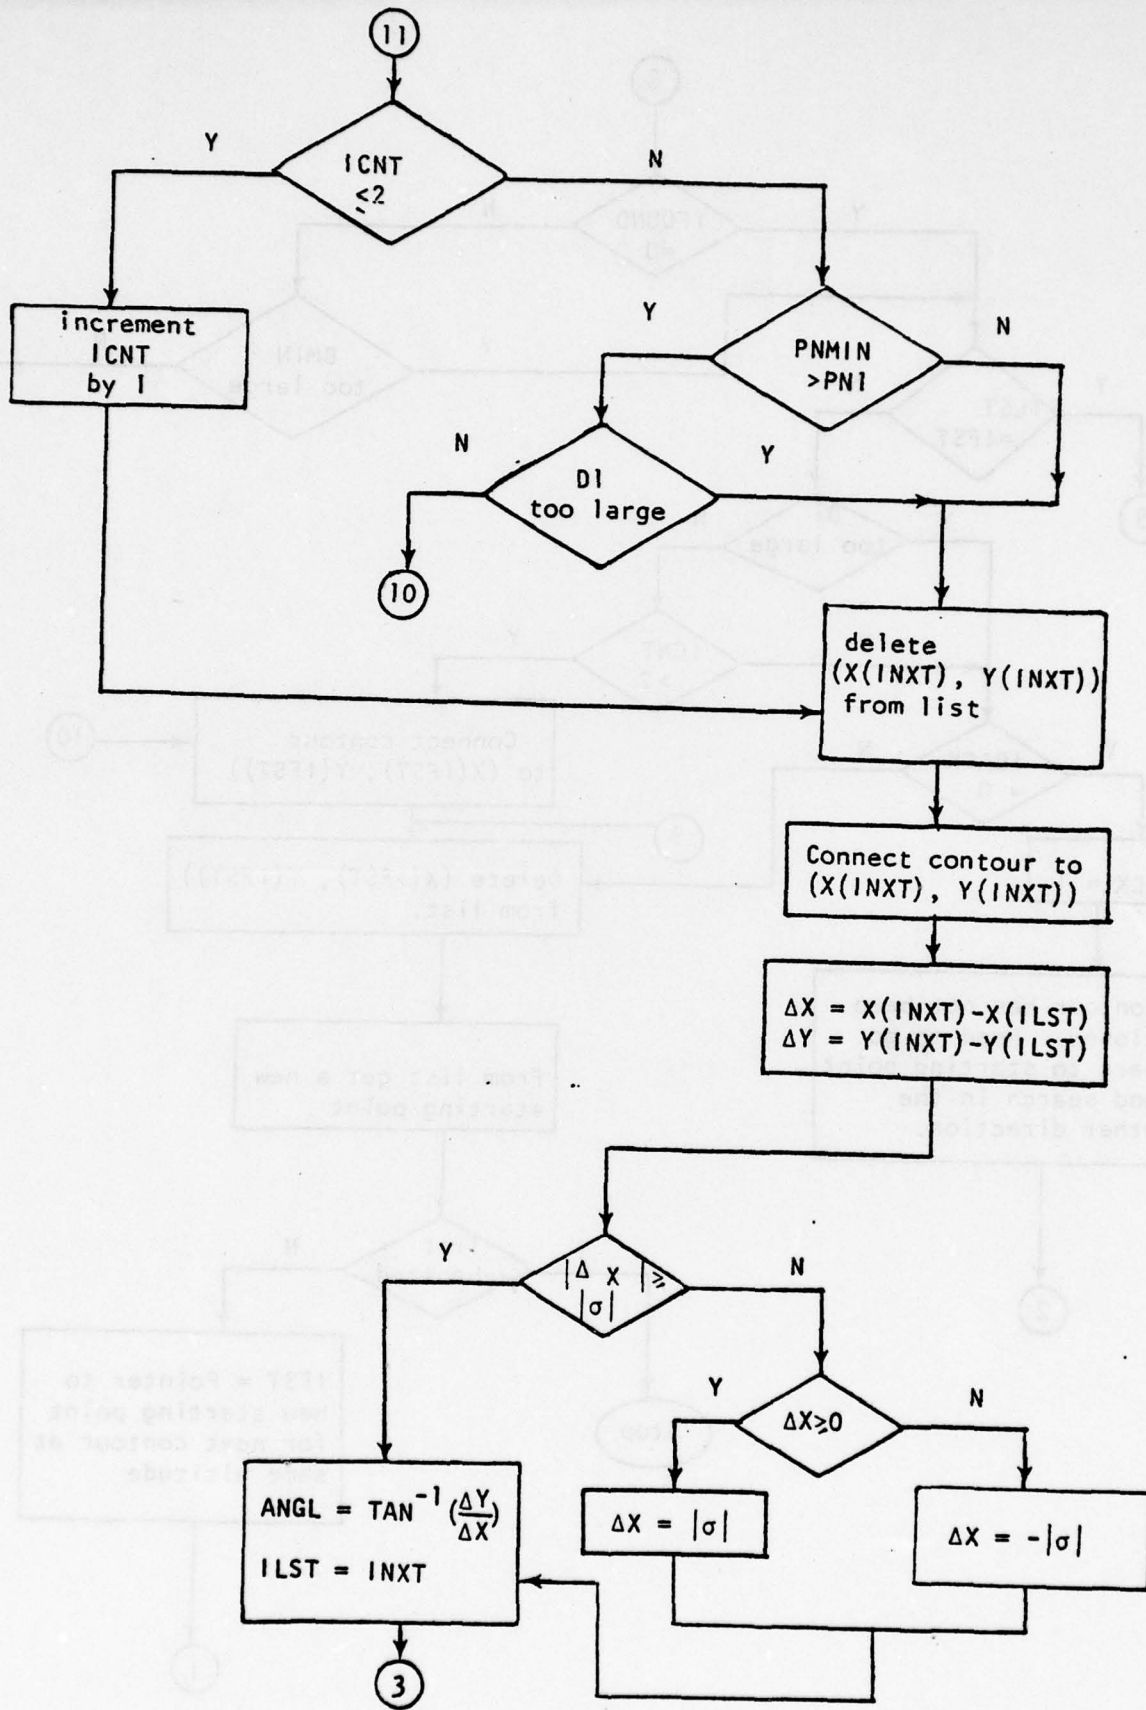 11
Y
ICNT
≤2
N
increment
ICNT
by 1
Y
PNMIN
>PN1
N
N
D1
too large
Y
10
delete
(X(INXT), Y(INXT))
from list
Connect contour to
(X(INXT), Y(INXT))
ΔX = X(INXT)-X(ILST)
ΔY = Y(INXT)-Y(ILST)
Y
|Δ X |≥
|σ|
N
Y
ΔX≥0
N
ANGL = TAN⁻¹(ΔY/ΔX)
ILST = INXT
ΔX = |σ|
ΔX = -|σ|
3